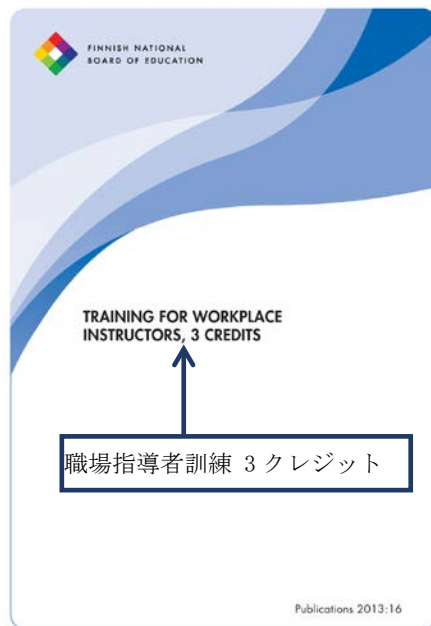 FINNISH NATIONAL
BOARD OF EDUCATION
TRAINING FOR WORKPLACE
INSTRUCTORS, 3 CREDITS
職場指導者訓練 3 クレジット
Publications 2013:16